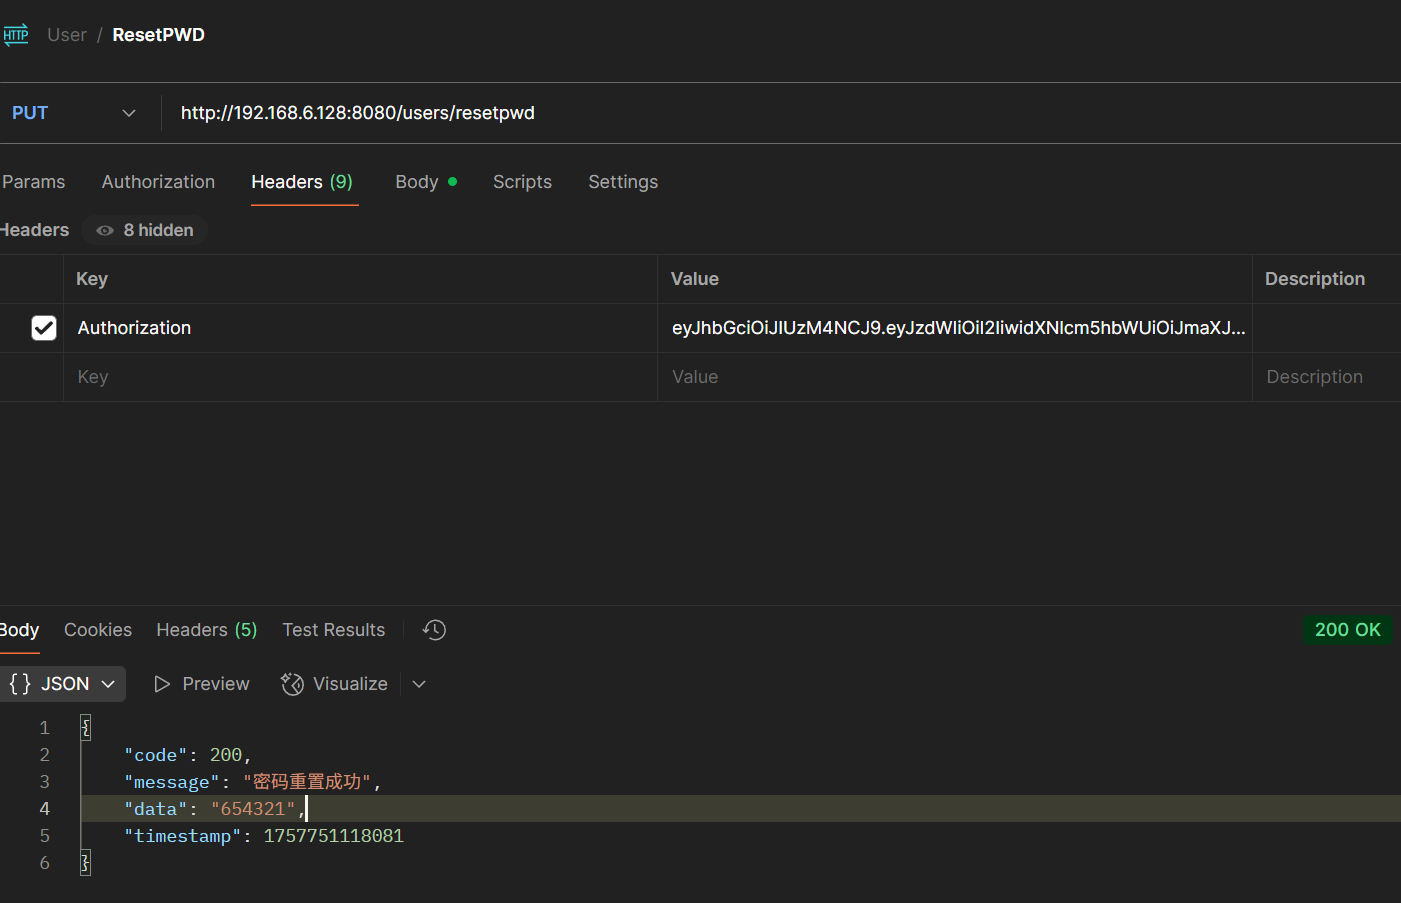 HTTP User / ResetPWD
PUT http://192.168.6.128:8080/users/resetpwd
Params Authorization Headers (9) Body Scripts Settings
Headers 8 hidden
Key Value Description
Authorization eyJhbGciOiJIUzM4NCJ9.eyJzdWIiOiI2IiwidXNlcm5hbWUiOiJmaXJ...
Key Value Description
Body Cookies Headers (5) Test Results 200 OK
{} JSON Preview Visualize
1 {
2 "code": 200,
3 "message": "密码重置成功",
4 "data": "654321",
5 "timestamp": 1757751118081
6 }